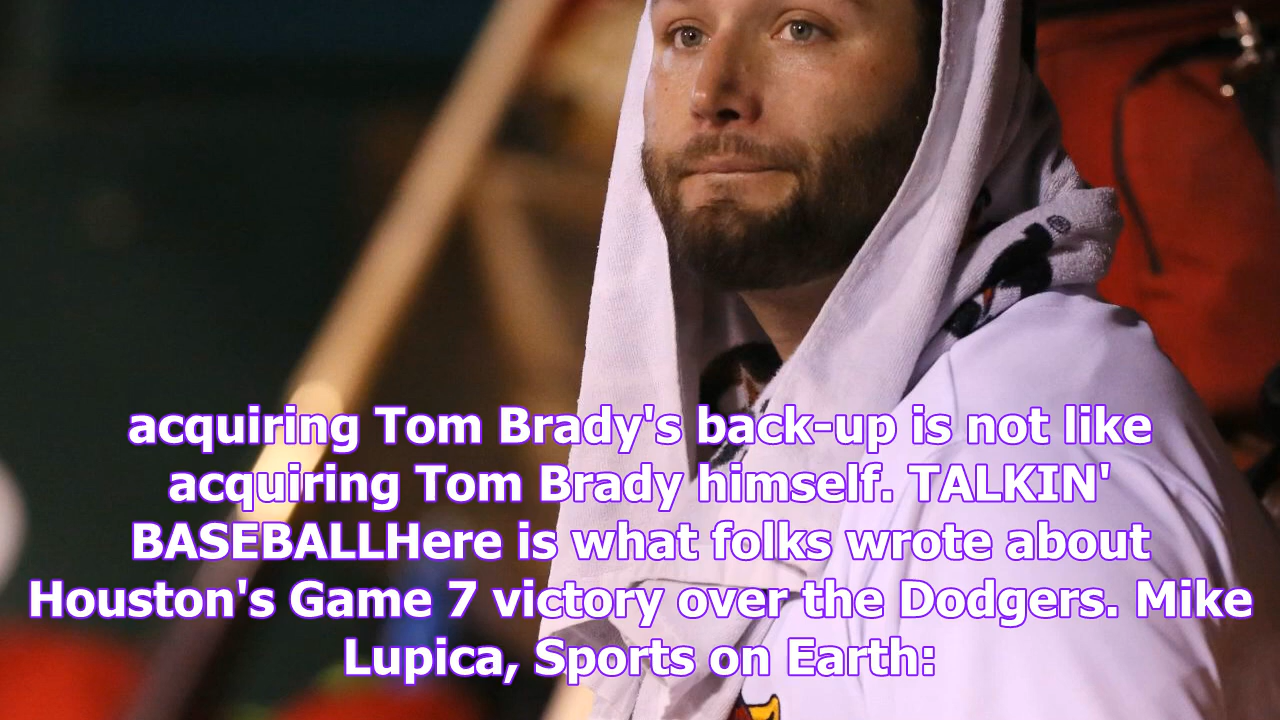 acquiring Tom Brady's back-up is not like
acquiring Tom Brady himself. TALKIN'
BASEBALLHere is what folks wrote about
Houston's Game 7 victory over the Dodgers. Mike
Lupica, Sports on Earth: